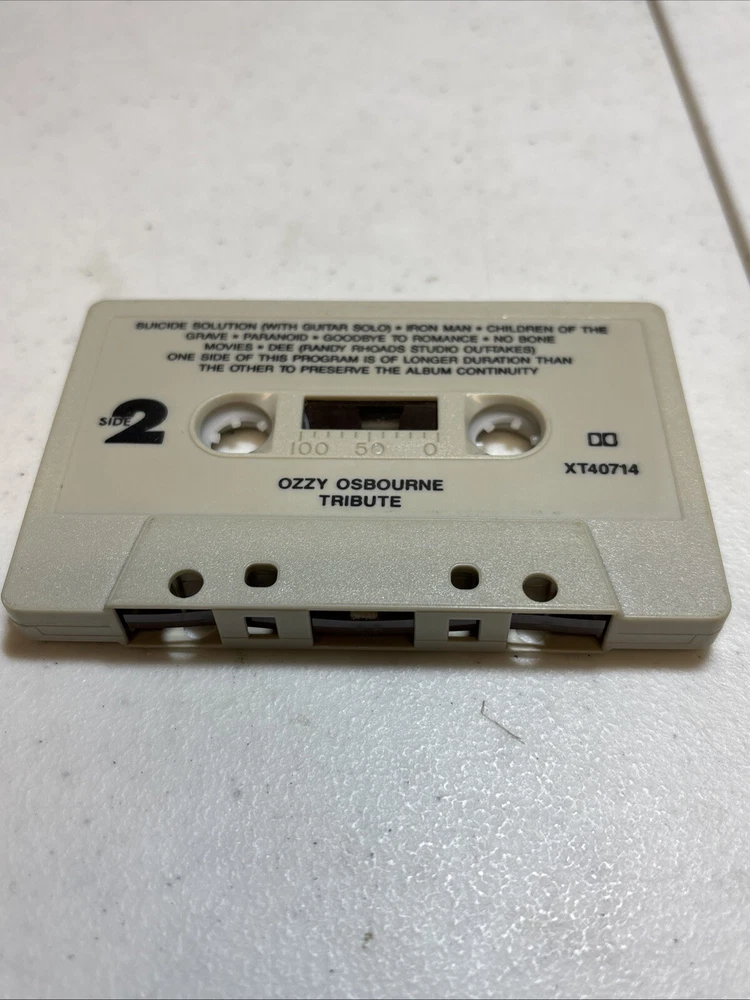 SUICIDE SOLUTION (WITH GUITAR SOLO) • IRON MAN • CHILDREN OF THE
GRAVE • PARANOID • GOODBYE TO ROMANCE • NO BONE
MOVIES • DEE (RANDY RHOADS STUDIO OUTTAKES)
ONE SIDE OF THIS PROGRAM IS OF LONGER DURATION THAN
THE OTHER TO PRESERVE THE ALBUM CONTINUITY
SIDE 2
100 50 0
XT40714
OZZY OSBOURNE
TRIBUTE